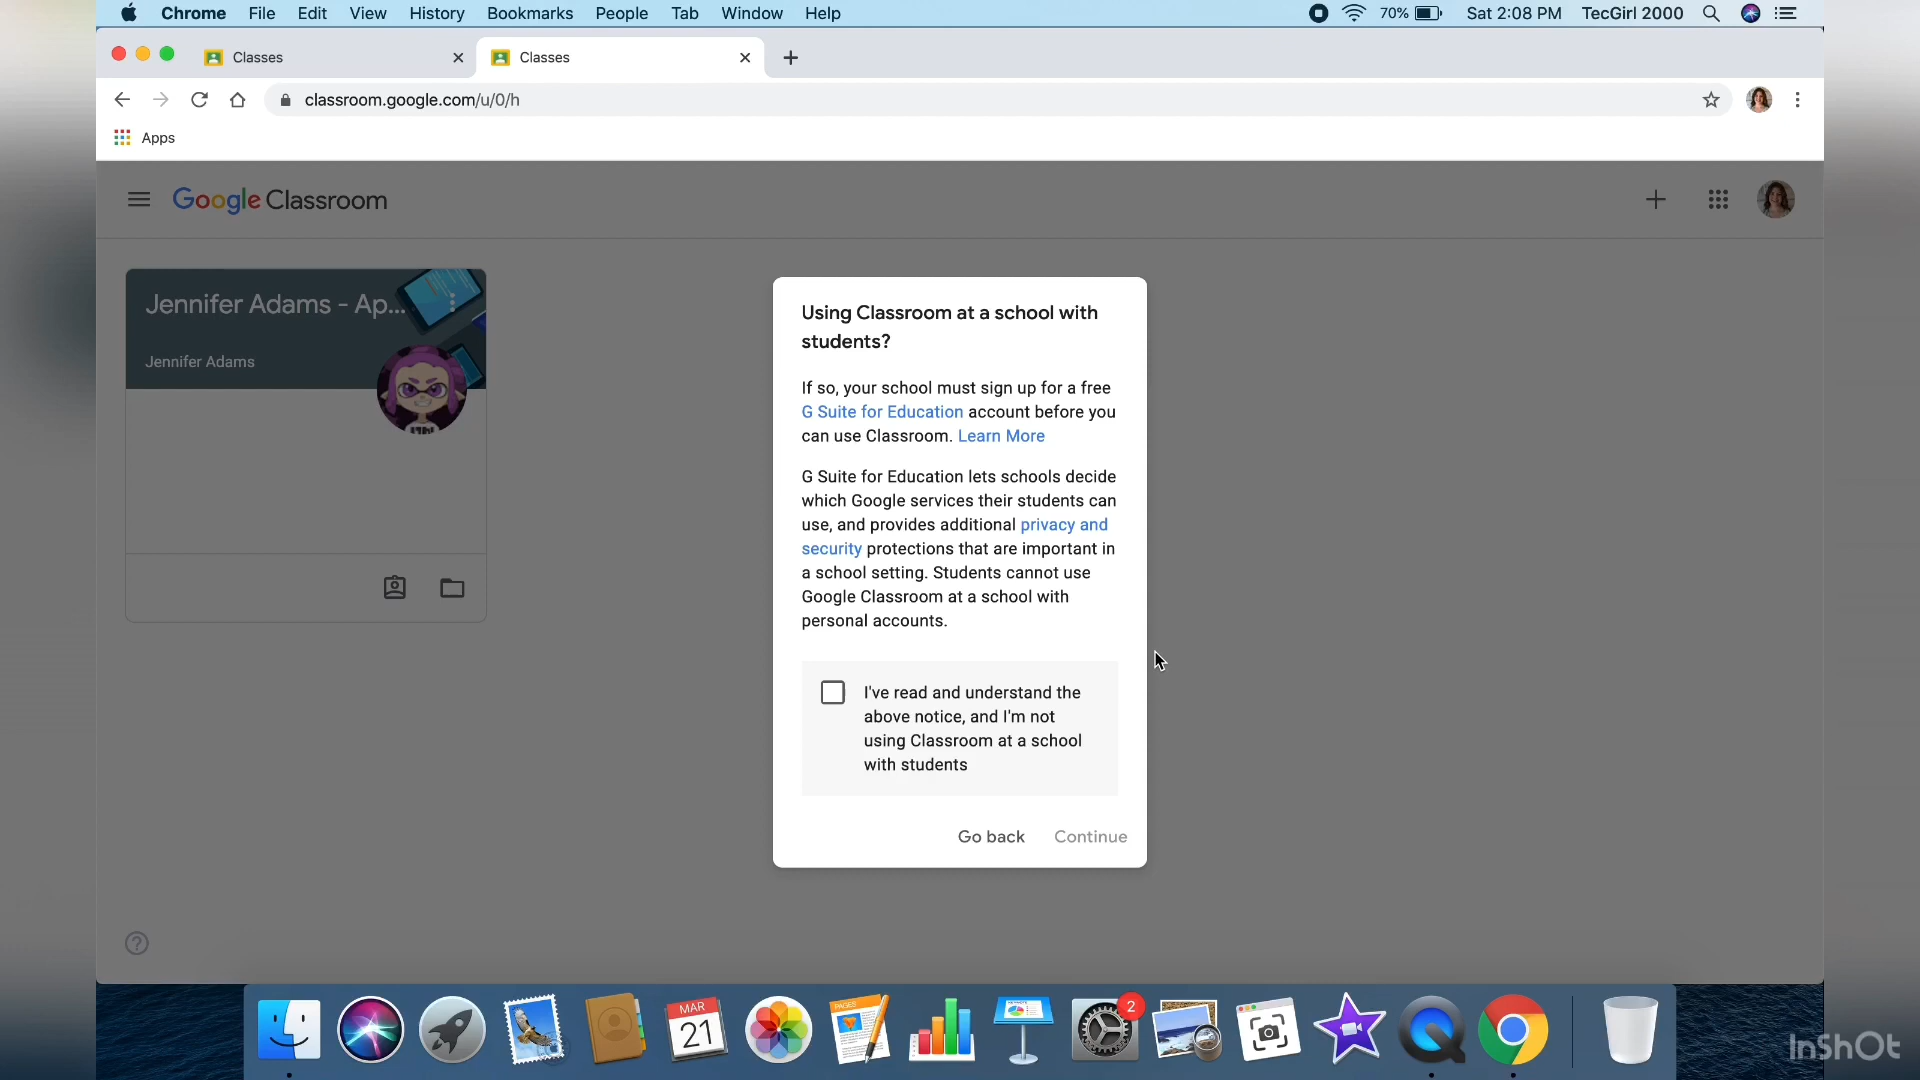 Chrome File Edit View History Bookmarks People Tab Window Help 70% Sat 2:08 PM TecGirl 2000
Classes Classes
classroom.google.com/u/0/h
Apps
Google Classroom
Jennifer Adams - Ap...
Jennifer Adams
Using Classroom at a school with
students?
If so, your school must sign up for a free
G Suite for Education account before you
can use Classroom. Learn More
G Suite for Education lets schools decide
which Google services their students can
use, and provides additional privacy and
security protections that are important in
a school setting. Students cannot use
Google Classroom at a school with
personal accounts.
I've read and understand the
above notice, and I'm not
using Classroom at a school
with students
Go back Continue
?
MAR
21
PAGES
2
InShOt